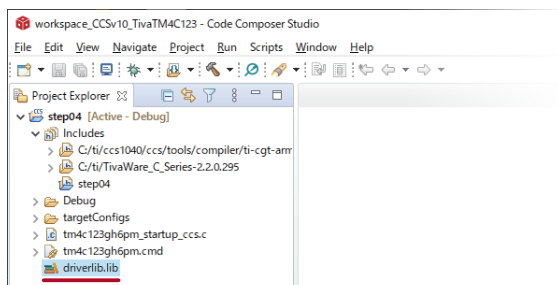 workspace_CCSv10_TivaTM4C123 - Code Composer Studio
File Edit View Navigate Project Run Scripts Window Help
Project Explorer
step04 [Active - Debug]
Includes
C:/ti/ccs1040/ccs/tools/compiler/ti-cgt-arm
C:/ti/TivaWare_C_Series-2.2.0.295
step04
Debug
targetConfigs
tm4c123gh6pm_startup_ccs.c
tm4c123gh6pm.cmd
driverlib.lib